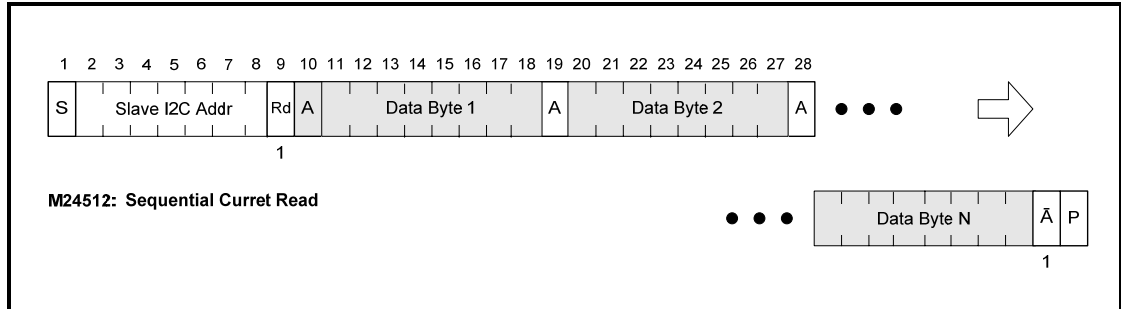 1 2 3 4 5 6 7 8 9 10 11 12 13 14 15 16 17 18 19 20 21 22 23 24 25 26 27 28
S Slave I2C Addr Rd A Data Byte 1 A Data Byte 2 A
1
M24512: Sequential Curret Read
Data Byte N Ā P
1